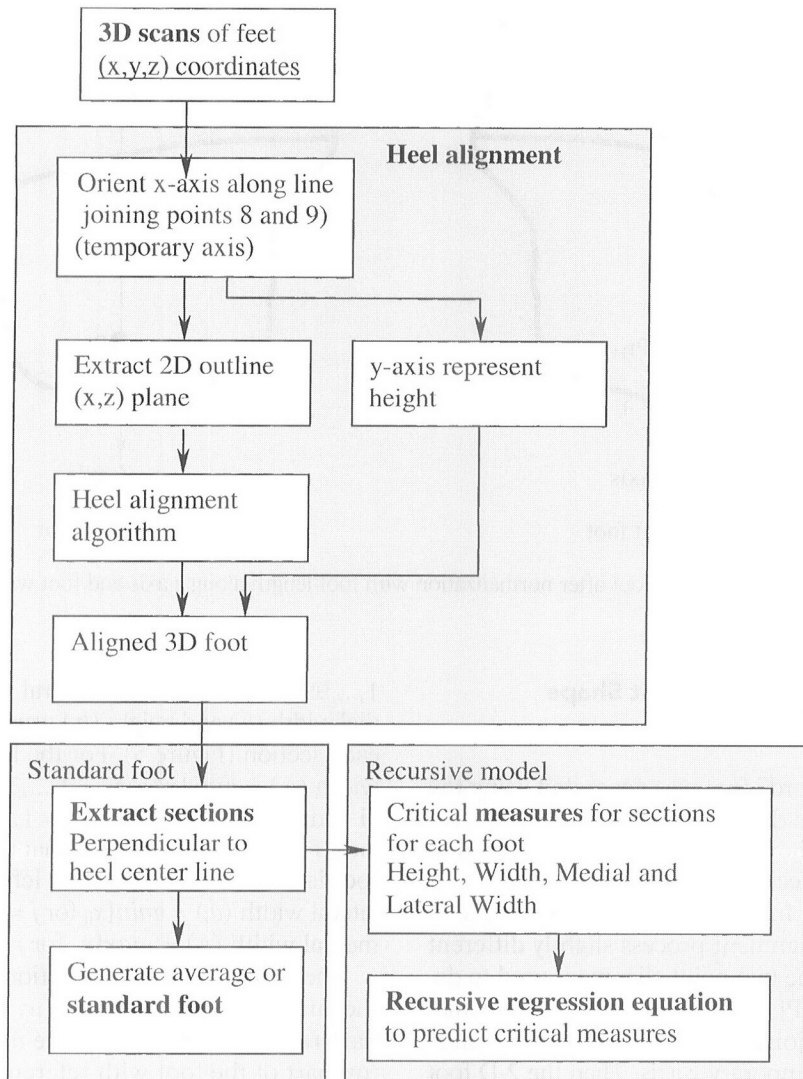 3D scans of feet
(x,y,z) coordinates
Heel alignment
Orient x-axis along line
joining points 8 and 9)
(temporary axis)
Extract 2D outline
(x,z) plane
y-axis represent
height
Heel alignment
algorithm
Aligned 3D foot
Standard foot
Extract sections
Perpendicular to
heel center line
Generate average or
standard foot
Recursive model
Critical measures for sections
for each foot
Height, Width, Medial and
Lateral Width
Recursive regression equation
to predict critical measures